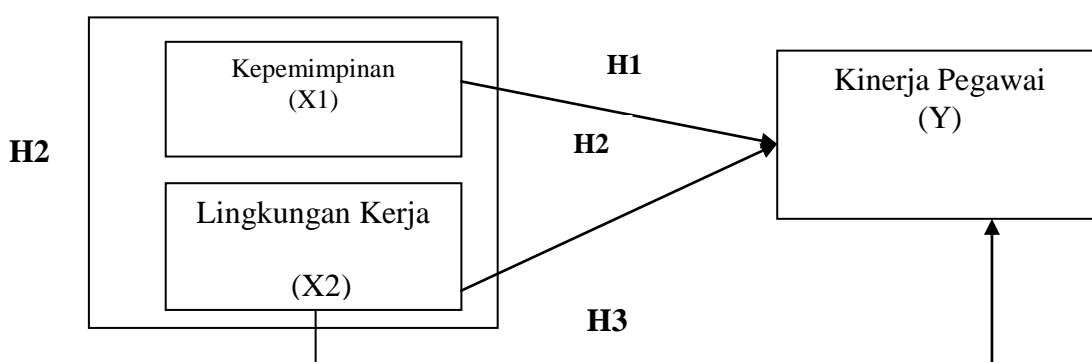 Kepemimpinan
(X1)
H1
Kinerja Pegawai
(Y)
H2
H2
Lingkungan Kerja
(X2)
H3